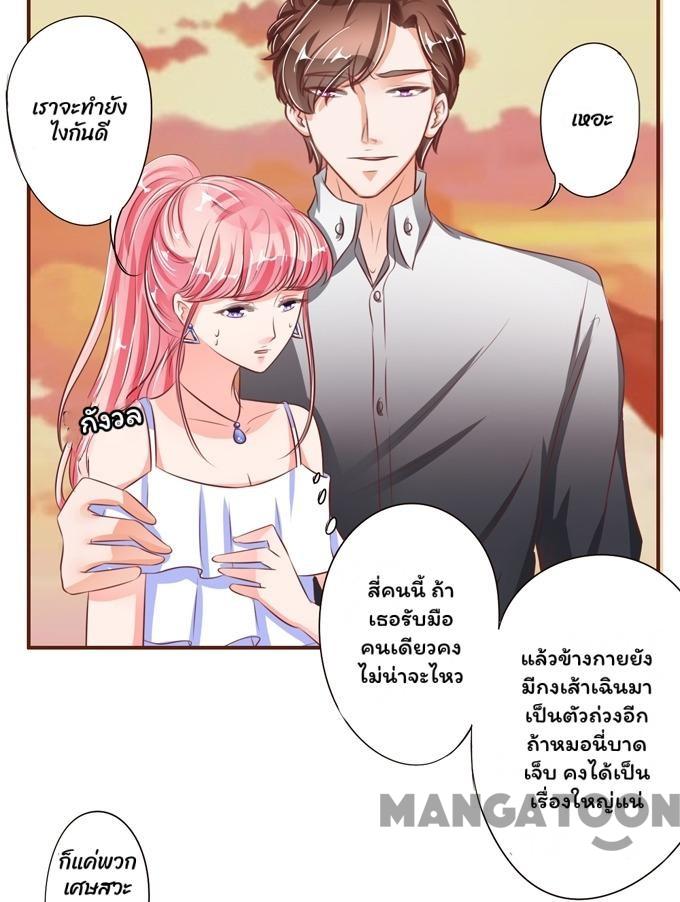 เราจะทำยัง
ไงกันดี
เหอะ
กังวล
สี่คนนี้ ถ้า
เธอรับมือ
คนเดียวคง
ไม่น่าจะไหว
แล้วข้างกายยัง
มีกงเส้าเฉินมา
เป็นตัวถ่วงอีก
ถ้าหมอนี่บาด
เจ็บ คงได้เป็น
เรื่องใหญ่แน่
MANGATOON
ก็แค่พวก
เศษสวะ